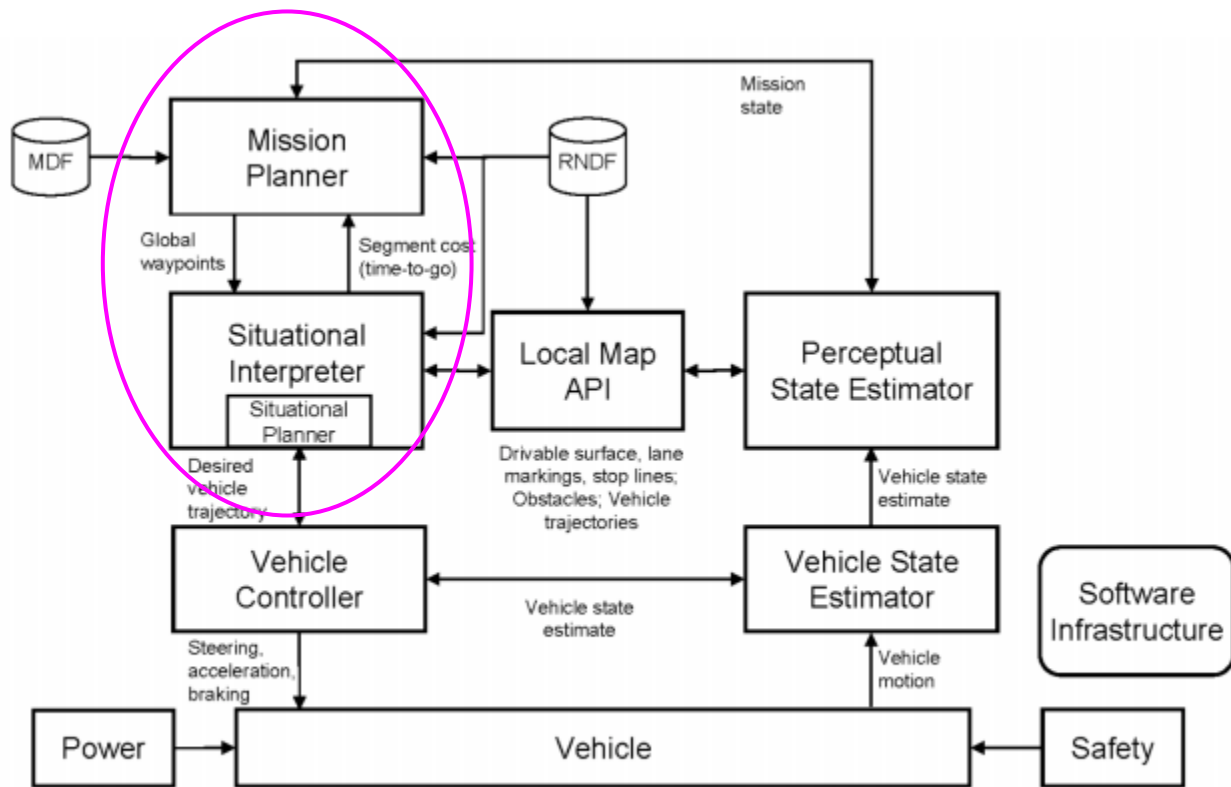 Mission
state
Mission
Planner
MDF
RNDF
Global
waypoints
Segment cost
(time-to-go)
Situational
Interpreter
Situational
Planner
Local Map
API
Perceptual
State Estimator
Desired
vehicle
trajectory
Drivable surface, lane
markings, stop lines;
Obstacles; Vehicle
trajectories
Vehicle state
estimate
Vehicle
Controller
Vehicle state
estimate
Vehicle State
Estimator
Software
Infrastructure
Steering,
acceleration,
braking
Vehicle
motion
Power
Vehicle
Safety